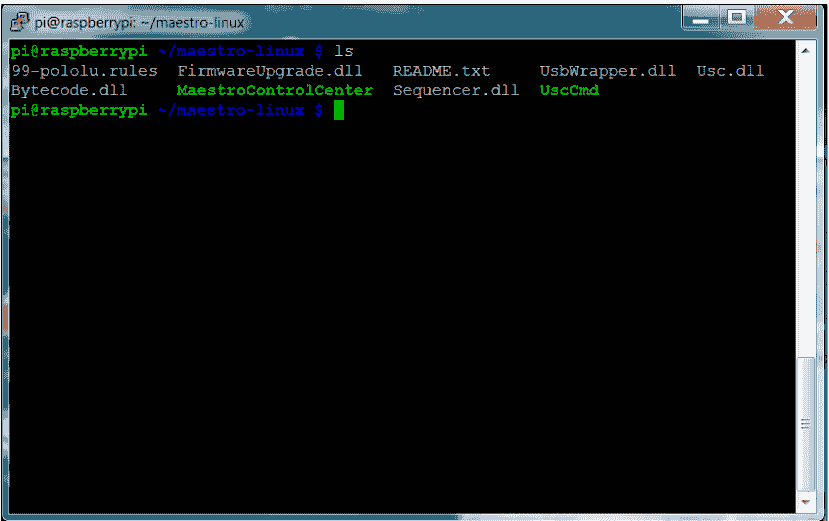 pi@raspberrypi: ~/maestro-linux
pi@raspberrypi ~/maestro-linux $ ls
99-pololu.rules FirmwareUpgrade.dll README.txt UsbWrapper.dll Usc.dll
Bytecode.dll MaestroControlCenter Sequencer.dll UscCmd
pi@raspberrypi ~/maestro-linux $